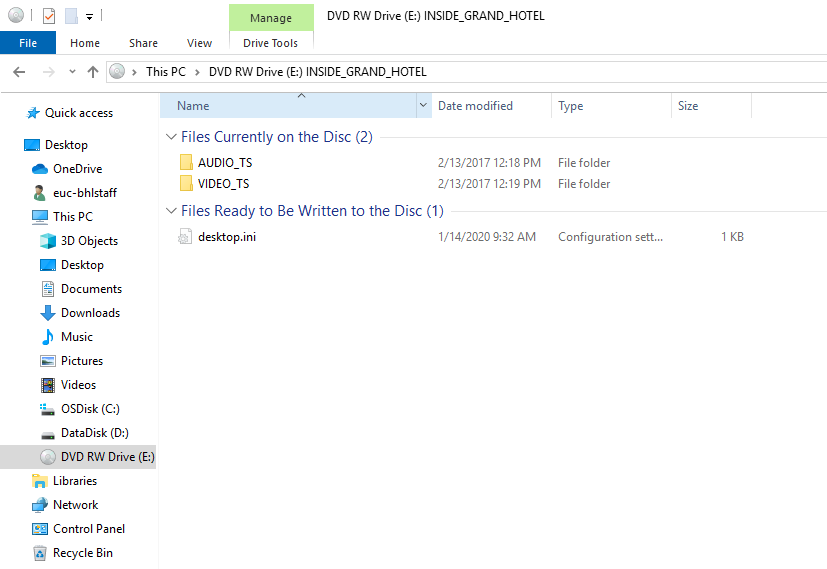 Manage
DVD RW Drive (E:) INSIDE_GRAND_HOTEL
File Home Share View Drive Tools
This PC DVD RW Drive (E:) INSIDE_GRAND_HOTEL
Name Date modified Type Size
Quick access
Desktop
OneDrive
euc-bhlstaff
This PC
3D Objects
Desktop
Documents
Downloads
Music
Pictures
Videos
OSDisk (C:)
DataDisk (D:)
DVD RW Drive (E:)
Libraries
Network
Control Panel
Recycle Bin
Files Currently on the Disc (2)
AUDIO_TS 2/13/2017 12:18 PM File folder
VIDEO_TS 2/13/2017 12:19 PM File folder
Files Ready to Be Written to the Disc (1)
desktop.ini 1/14/2020 9:32 AM Configuration sett... 1 KB